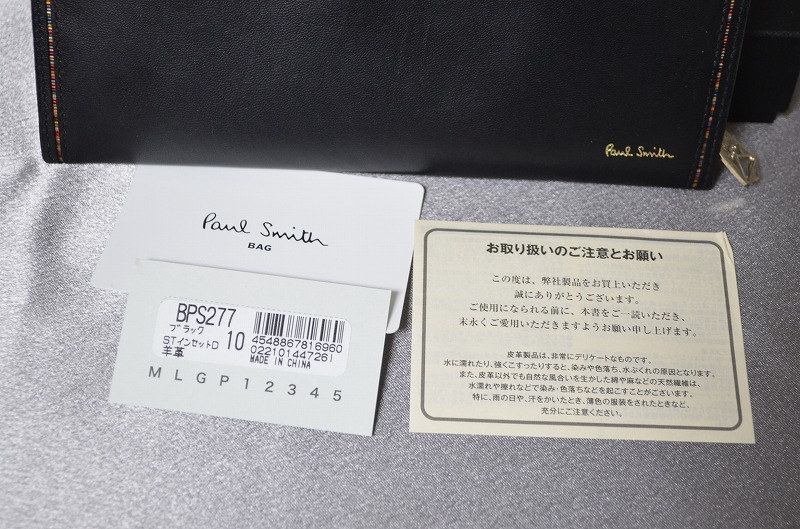 Paul Smith
Paul Smith
BAG
BPS277
ブラック
STインセットD 10
羊革
4548867816960
022101447261
MADE IN CHINA
M L G P 1 2 3 4 5
お取り扱いのご注意とお願い
この度は、弊社製品をお買上いただき
誠にありがとうございます。
ご使用になられる前に、本書をご一読いただき、
末永くご愛用いただきますようお願い申し上げます。
皮革製品は、非常にデリケートなものです。
水に濡れたり、強くこすったりすると、染みや色落ち、水ぶくれの原因となります。
また、皮革以外でも自然な風合いを生かした綿や麻などの天然繊維は、
水濡れや擦れなどで染み・色落ちなどを起こすことがございます。
特に、雨の日や、汗をかいたとき、薄色の服装をされたときなど、
充分にご注意ください。